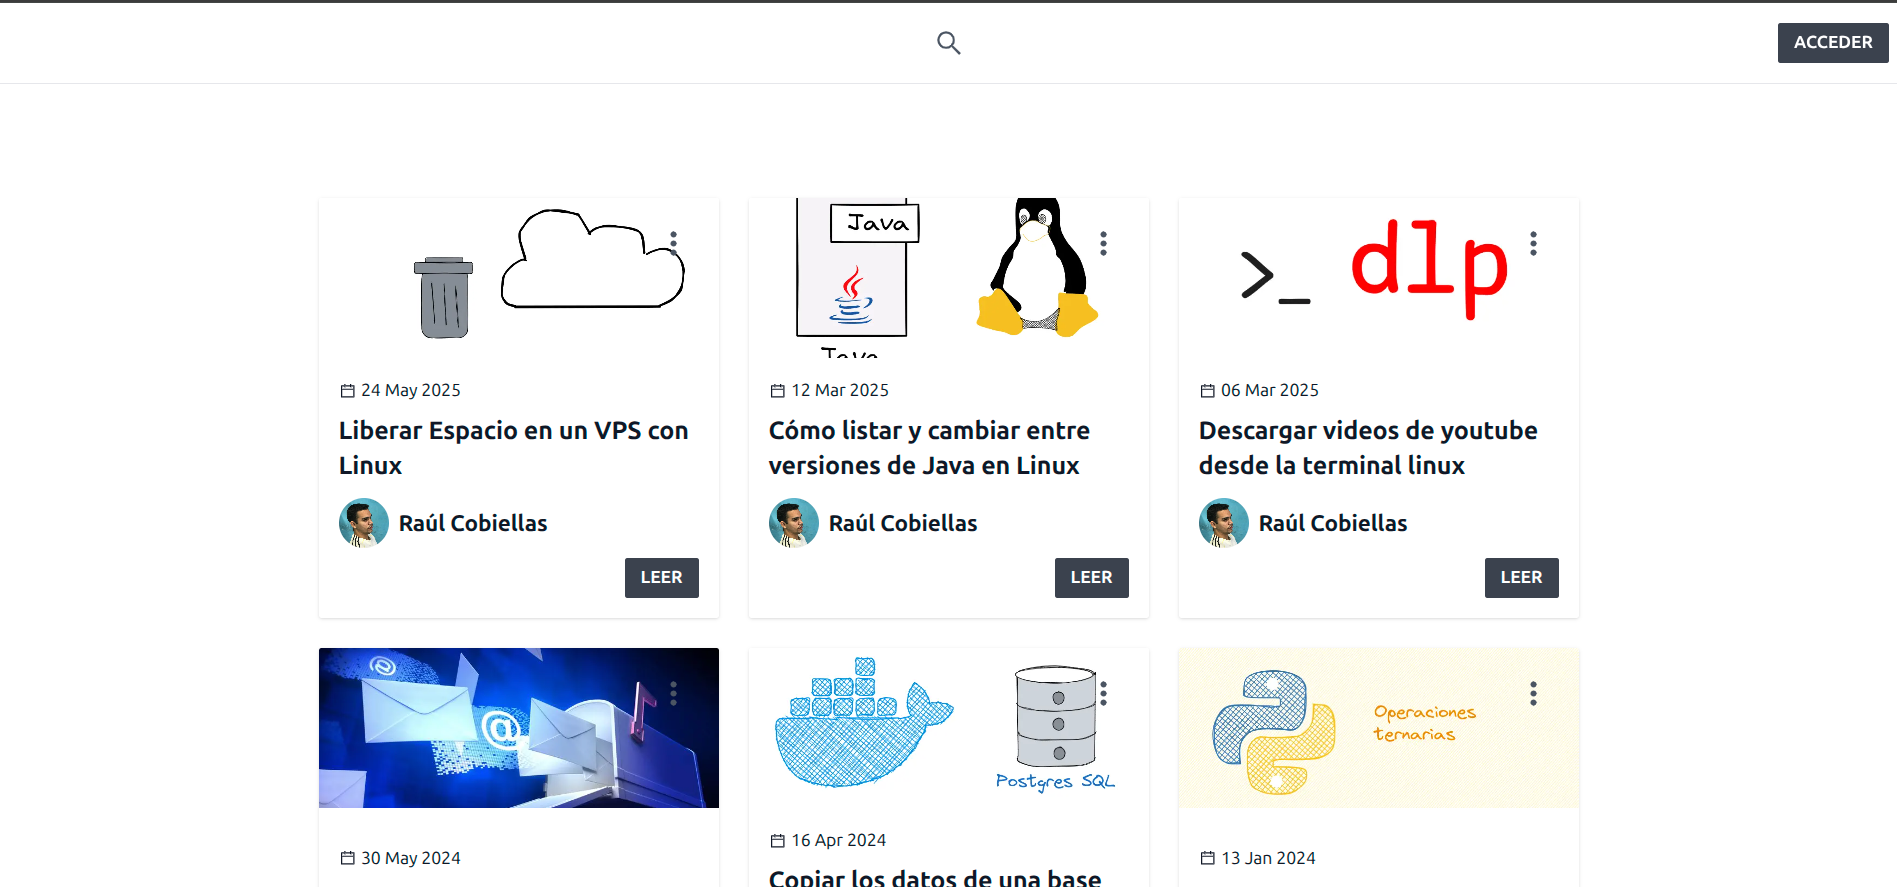 ACCEDER
Java
Java
>_ dlp
24 May 2025
Liberar Espacio en un VPS con
Linux
Raúl Cobiellas
LEER
12 Mar 2025
Cómo listar y cambiar entre
versiones de Java en Linux
Raúl Cobiellas
LEER
06 Mar 2025
Descargar videos de youtube
desde la terminal linux
Raúl Cobiellas
LEER
@
@
Postgres SQL
Operaciones
ternarias
30 May 2024
16 Apr 2024
Copiar los datos de una base
13 Jan 2024